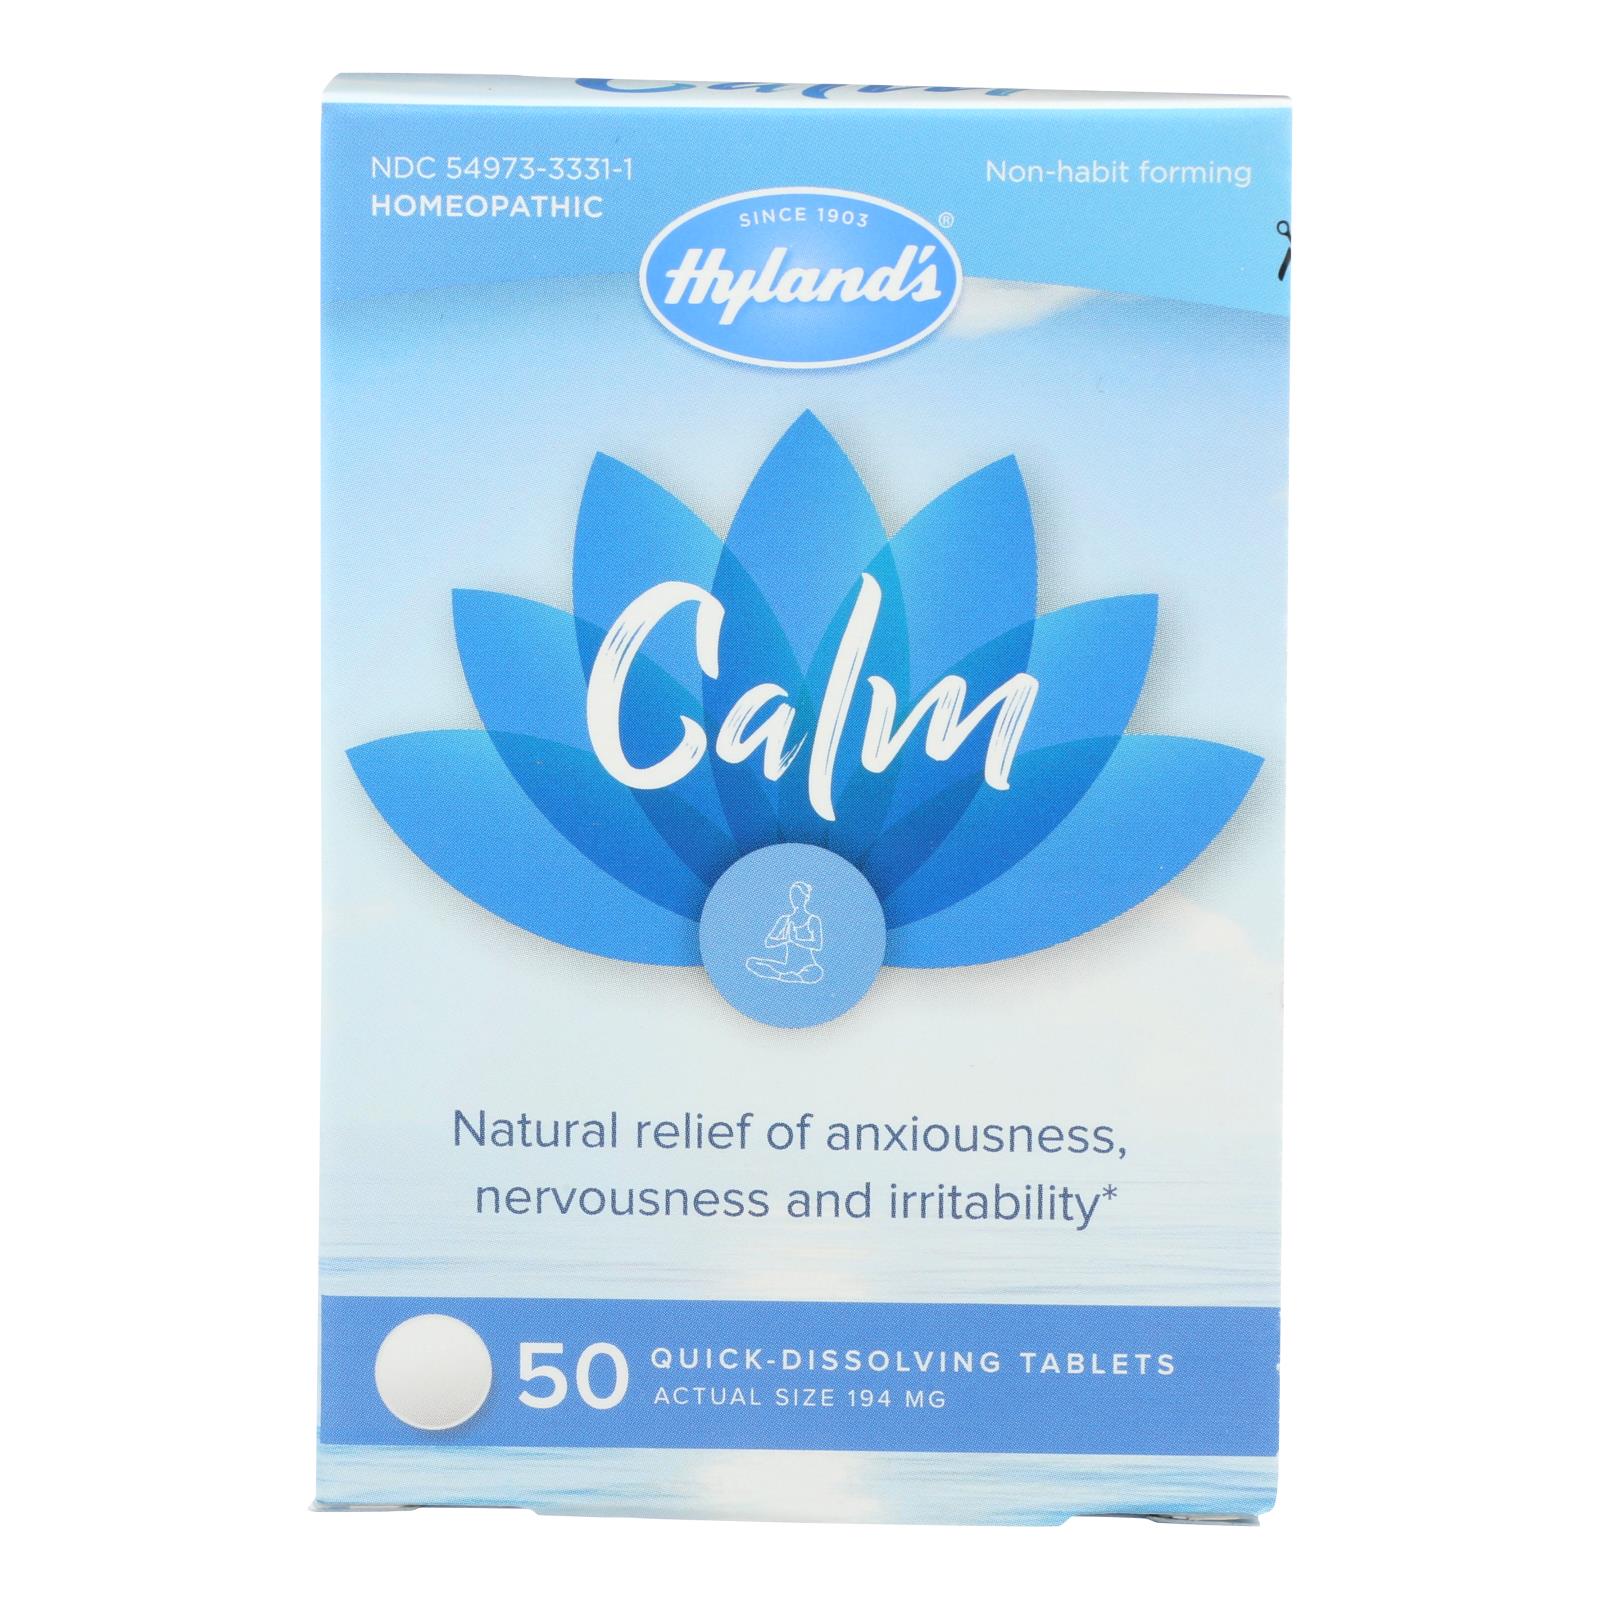 Calm
NDC 54973-3331-1
HOMEOPATHIC
Non-habit forming
SINCE 1903
Hyland's®
Calm
Natural relief of anxiousness,
nervousness and irritability*
50 QUICK-DISSOLVING TABLETS
ACTUAL SIZE 194 MG